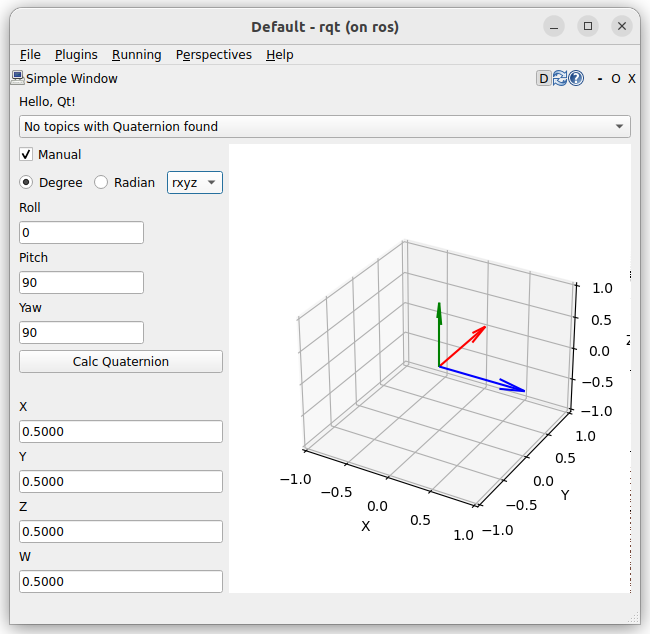 Default - rqt (on ros)
File Plugins Running Perspectives Help
Simple Window D - O X
Hello, Qt!
No topics with Quaternion found
Manual
Degree Radian rxyz
Roll
0
Pitch
90
Yaw
90
Calc Quaternion
X
0.5000
Y
0.5000
Z
0.5000
W
0.5000
1.0
0.5
0.0
−0.5
−1.0
1.0
0.5
0.0
−0.5
−1.0
Y
−1.0
−0.5
0.0
0.5
1.0
X